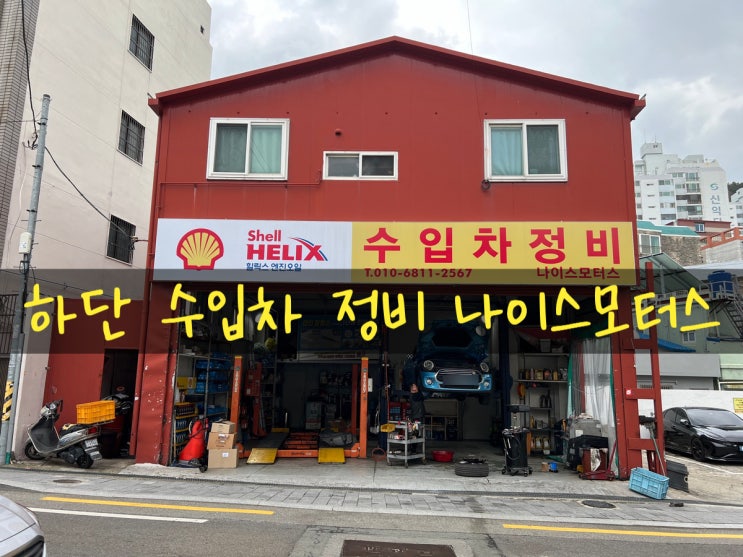 Shell
HELIX
힐릭스 엔진오일
수입차정비
T.010-6811-2567
나이스모터스
하단 수입차 정비 나이스모터스